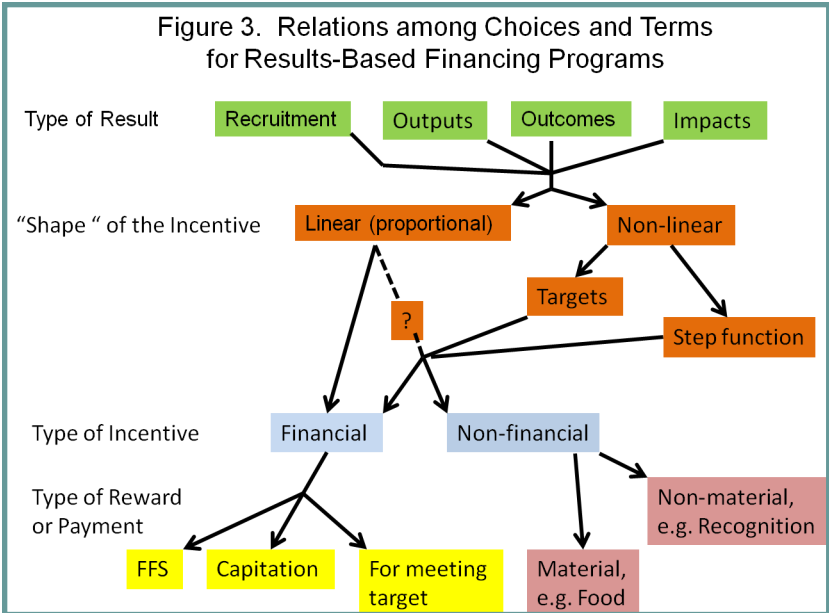 Figure 3. Relations among Choices and Terms
for Results-Based Financing Programs
Type of Result
Recruitment
Outputs
Outcomes
Impacts
“Shape “ of the Incentive
Linear (proportional)
Non-linear
Targets
?
Step function
Type of Incentive
Financial
Non-financial
Type of Reward
or Payment
Non-material,
e.g. Recognition
FFS
Capitation
For meeting
target
Material,
e.g. Food